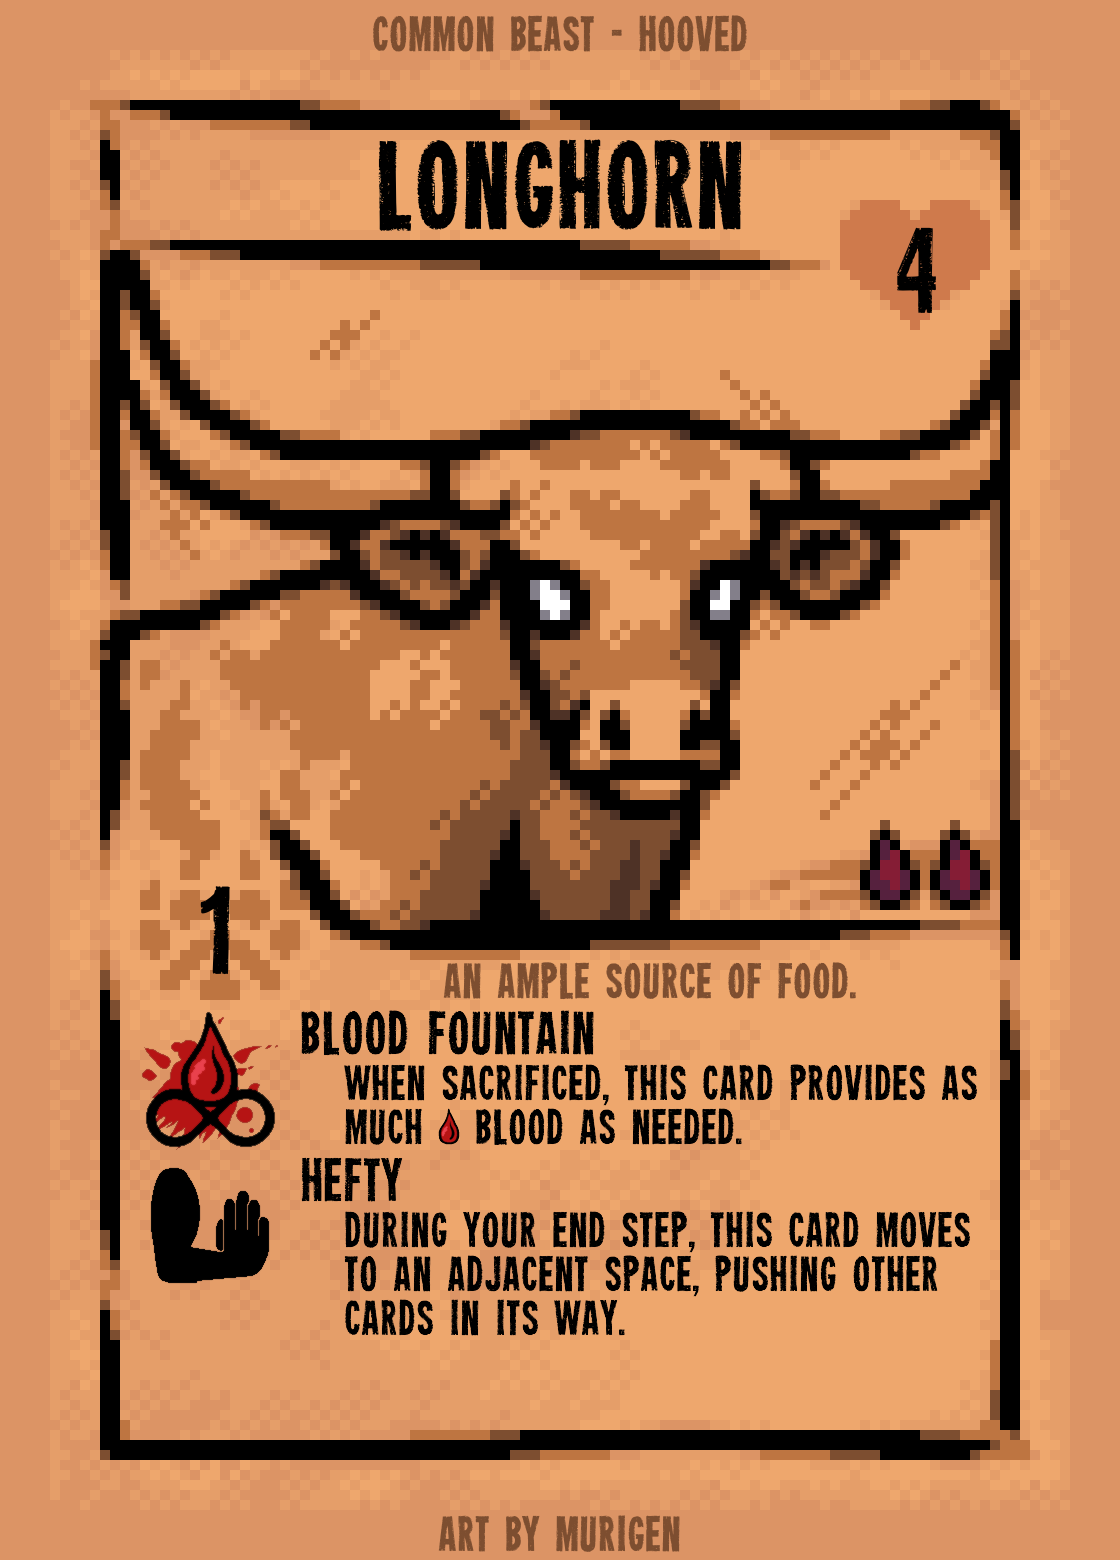 COMMON BEAST - HOOVED
LONGHORN
4
1
AN AMPLE SOURCE OF FOOD.
BLOOD FOUNTAIN
WHEN SACRIFICED, THIS CARD PROVIDES AS
MUCH BLOOD AS NEEDED.
HEFTY
DURING YOUR END STEP, THIS CARD MOVES
TO AN ADJACENT SPACE, PUSHING OTHER
CARDS IN ITS WAY.
ART BY MURIGEN